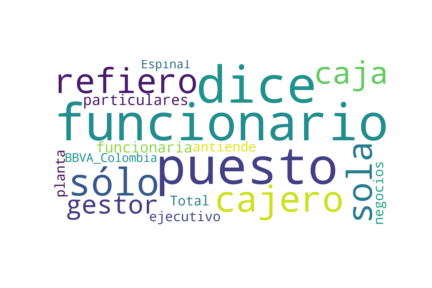 Espinal
refiero dice caja
particulares
funcionario
funcionaria antiende
BBVA_Colombia puesto sola
planta sólo negocios
gestor Total cajero
ejecutivo